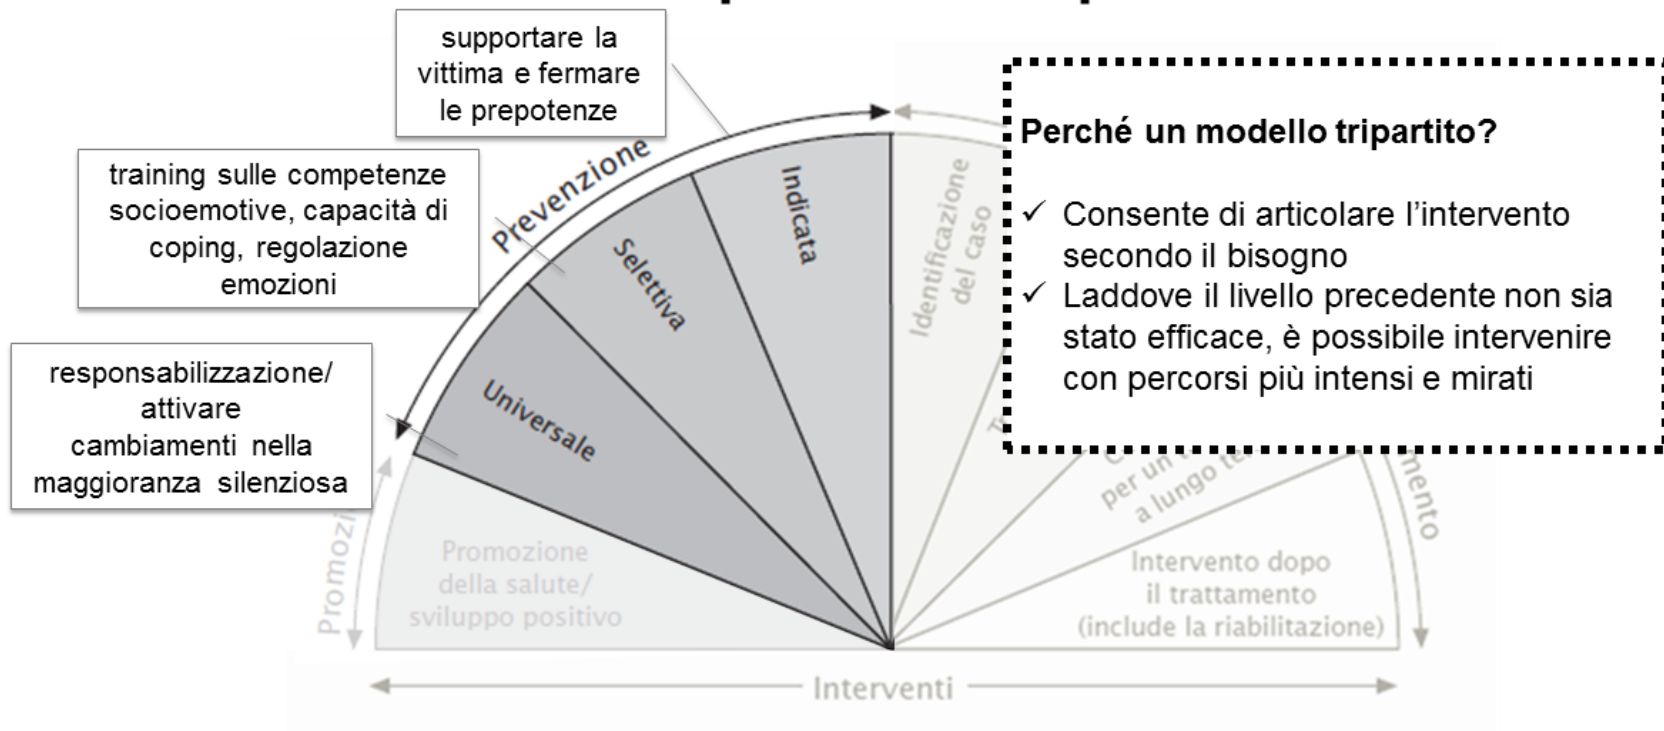 supportare la
vittima e fermare
le prepotenze
training sulle competenze
socioemotive, capacità di
coping, regolazione
emozioni
responsabilizzazione/
attivare
cambiamenti nella
maggioranza silenziosa
Perché un modello tripartito?
✓ Consente di articolare l’intervento
secondo il bisogno
✓ Laddove il livello precedente non sia
stato efficace, è possibile intervenire
con percorsi più intensi e mirati
Prevenzione
Universale
Selettiva
Indicata
Identificazione
del caso
per un
a lungo
Promozione
della salute/
sviluppo positivo
Intervento dopo
il trattamento
(include la riabilitazione)
Interventi